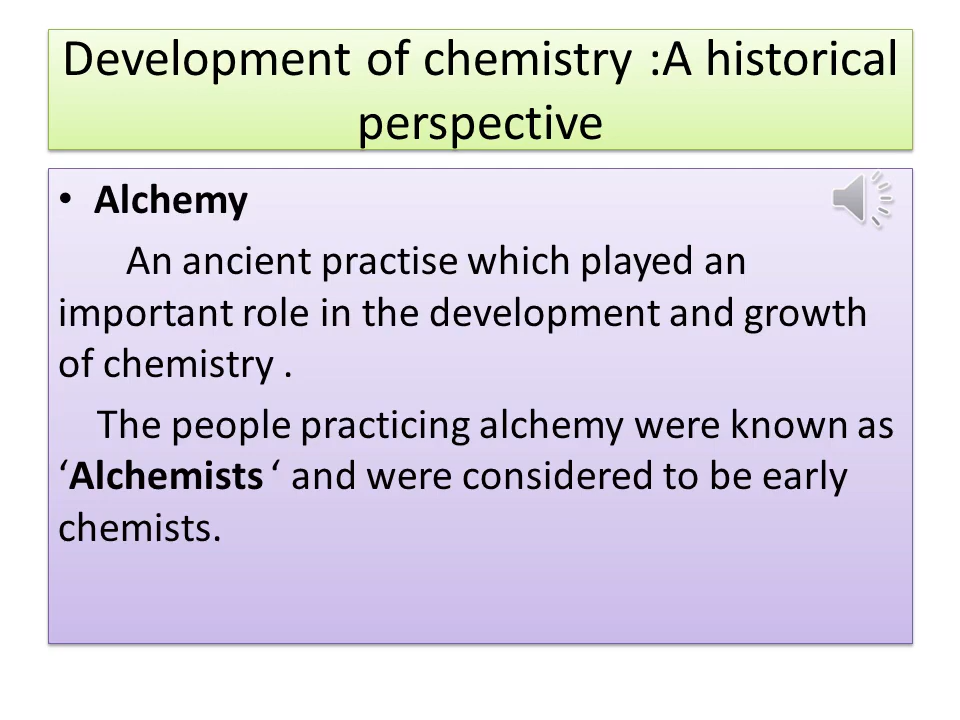 Development of chemistry :A historical
perspective
• Alchemy
An ancient practise which played an
important role in the development and growth
of chemistry .
The people practicing alchemy were known as
‘Alchemists ‘ and were considered to be early
chemists.